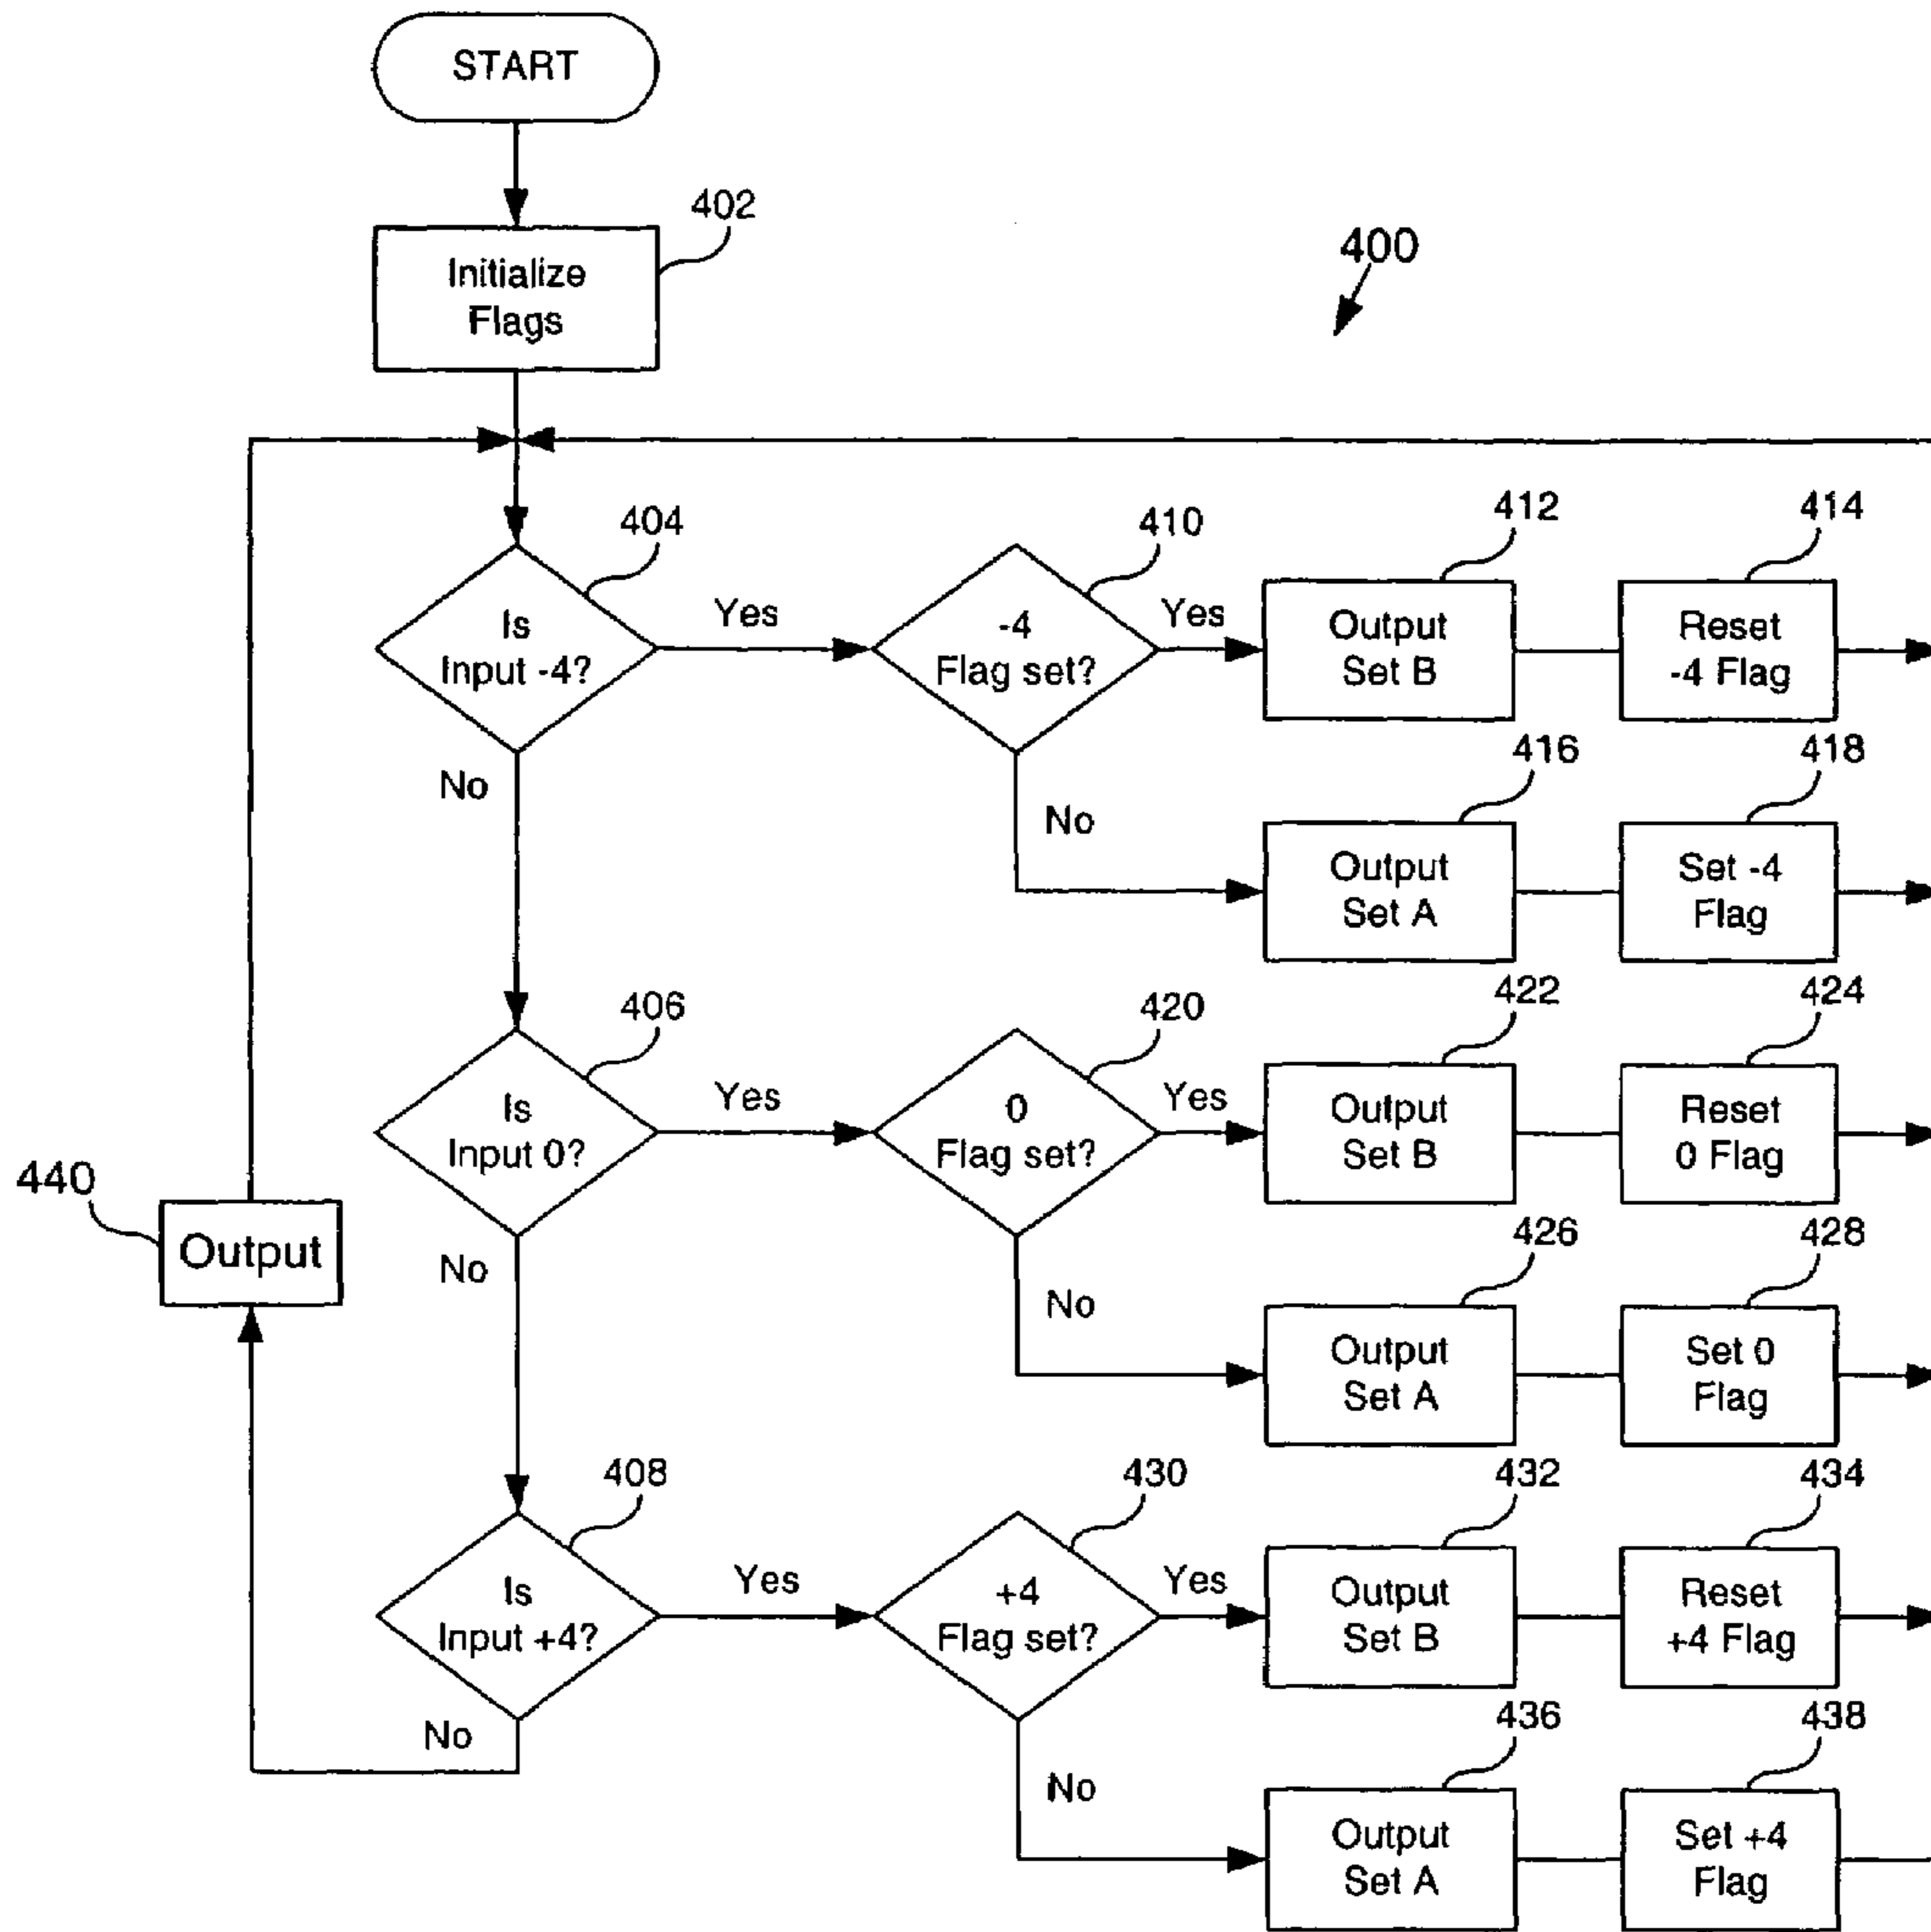 START
402
Initialize
Flags
400
404
Is
Input -4?
Yes
No
410
-4
Flag set?
Yes
No
412
Output
Set B
414
Reset
-4 Flag
416
Output
Set A
418
Set -4
Flag
406
Is
Input 0?
Yes
No
420
0
Flag set?
Yes
No
422
Output
Set B
424
Reset
0 Flag
426
Output
Set A
428
Set 0
Flag
440
Output
408
Is
Input +4?
Yes
No
430
+4
Flag set?
Yes
No
432
Output
Set B
434
Reset
+4 Flag
436
Output
Set A
438
Set +4
Flag